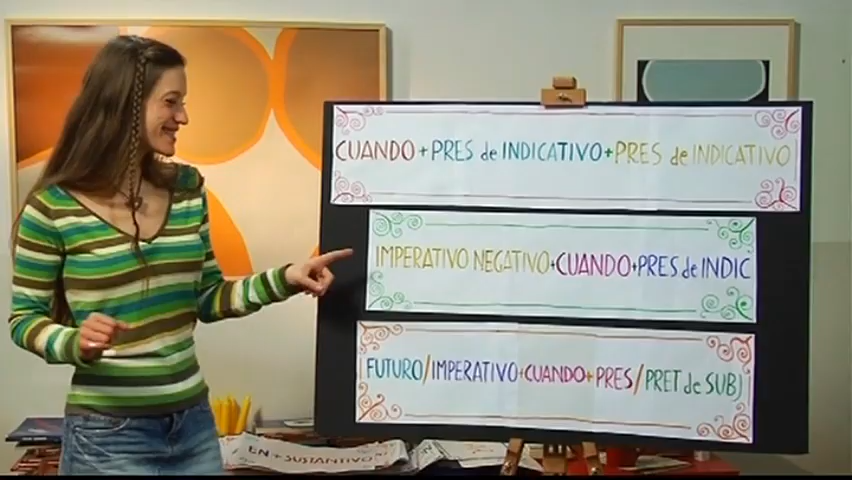 CUANDO + PRES de INDICATIVO + PRES de INDICATIVO
IMPERATIVO NEGATIVO + CUANDO + PRES de INDIC
FUTURO/IMPERATIVO + CUANDO + PRES/PRET de SUBJ
EN + SUSTANTIVO